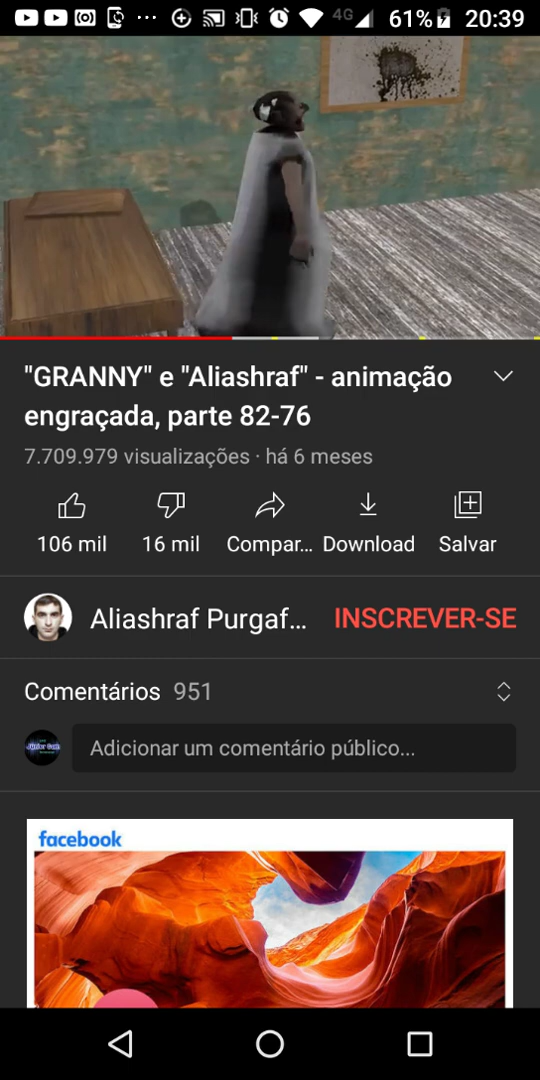 4G 61% 20:39
"GRANNY" e "Aliashraf" - animação
engraçada, parte 82-76
7.709.979 visualizações · há 6 meses
106 mil 16 mil Compar... Download Salvar
Aliashraf Purgaf... INSCREVER-SE
Comentários 951
Adicionar um comentário público...
facebook